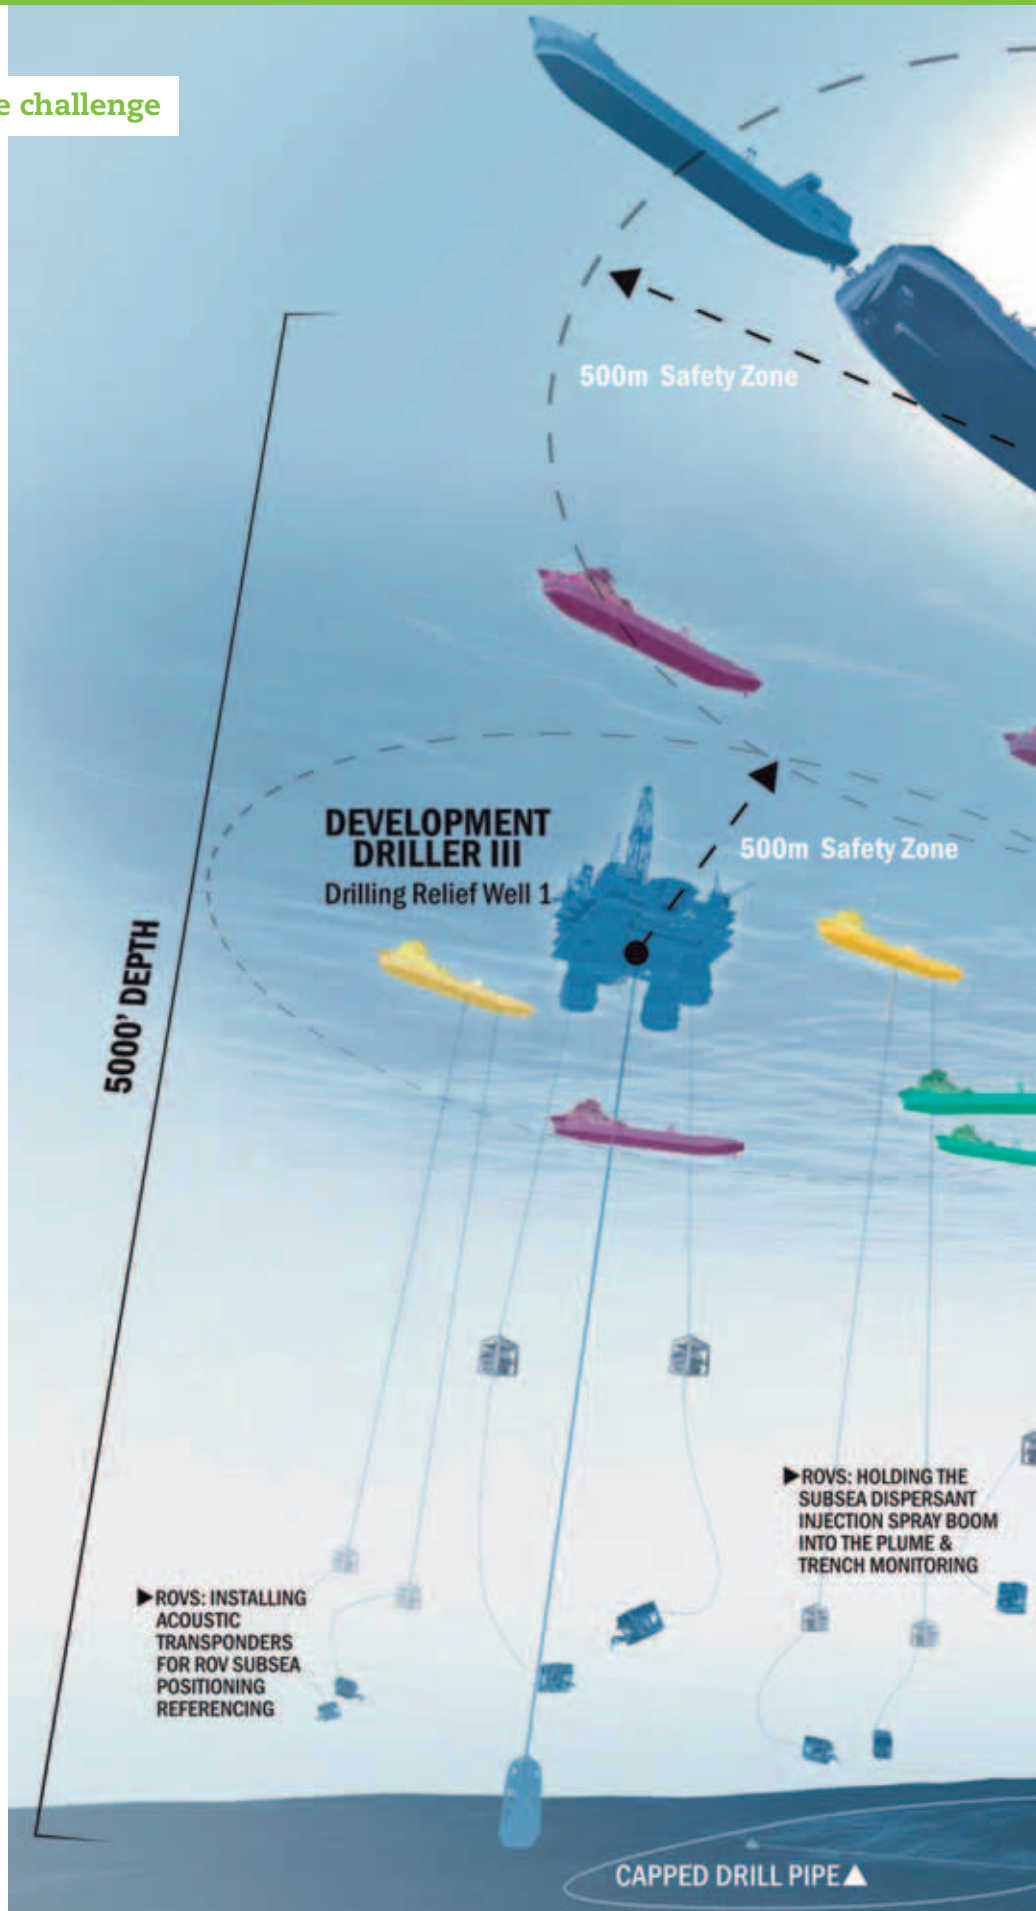 e challenge
500m Safety Zone
DEVELOPMENT
DRILLER III
Drilling Relief Well 1
500m Safety Zone
5000' DEPTH
▶ROVS: HOLDING THE
SUBSEA DISPERSANT
INJECTION SPRAY BOOM
INTO THE PLUME &
TRENCH MONITORING
▶ROVS: INSTALLING
ACOUSTIC
TRANSPONDERS
FOR ROV SUBSEA
POSITIONING
REFERENCING
CAPPED DRILL PIPE▲